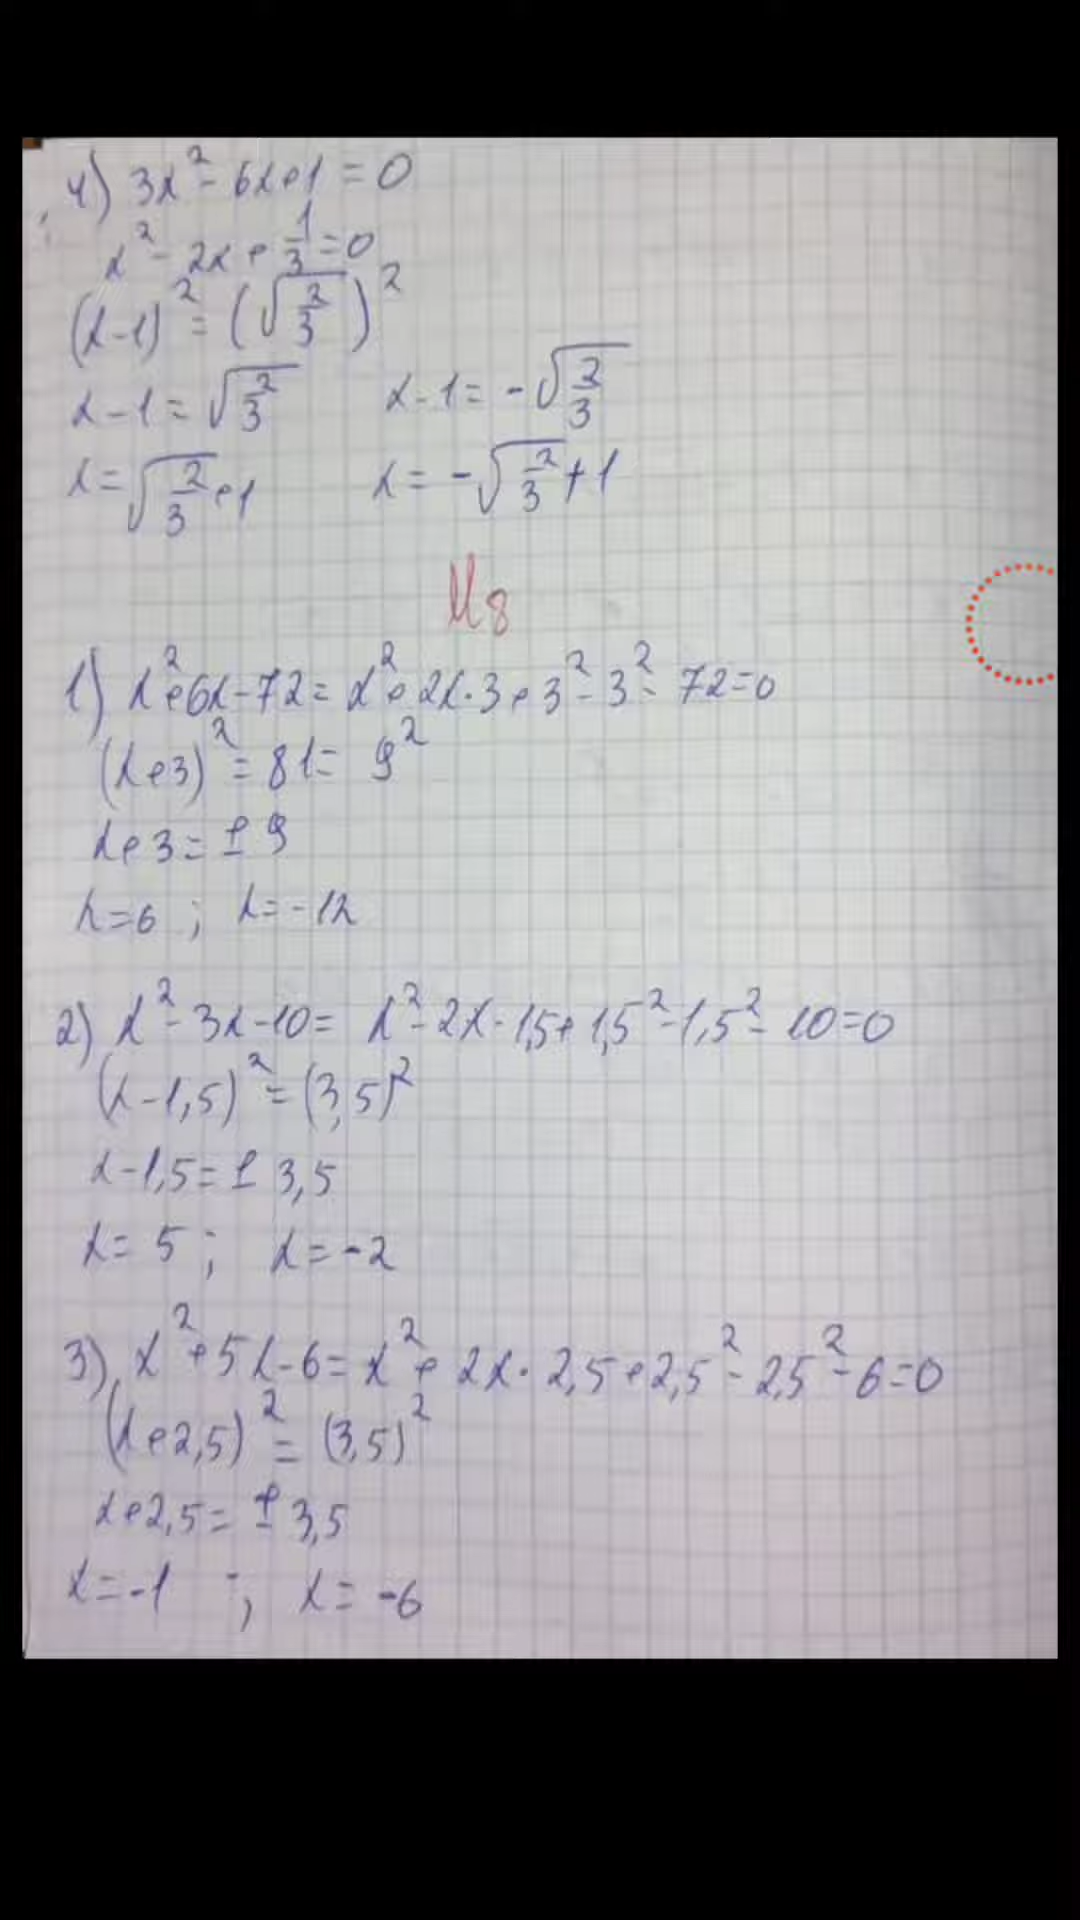 4) 3x² - 6x + 1 = 0
x² - 2x + 1/3 = 0
(x - 1)² = (√(2/3))²
x - 1 = √(2/3)    x - 1 = -√(2/3)
x = √(2/3) + 1    x = -√(2/3) + 1
8
1) x² + 6x - 72 = x² + 2x · 3 + 3² - 3² - 72 = 0
(x + 3)² = 81 = 9²
x + 3 = ± 9
x = 6 ; x = -12
2) x² - 3x - 10 = x² - 2x · 1,5 + 1,5² - 1,5² - 10 = 0
(x - 1,5)² = (3,5)²
x - 1,5 = ± 3,5
x = 5 ; x = -2
3) x² + 5x - 6 = x² + 2x · 2,5 + 2,5² - 2,5² - 6 = 0
(x + 2,5)² = (3,5)²
x + 2,5 = ± 3,5
x = -1 ; x = -6